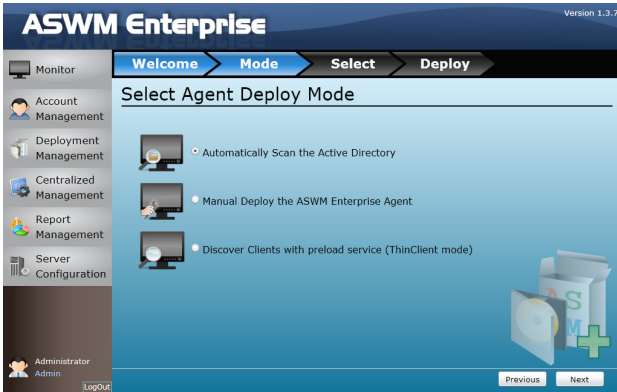 ASWM Enterprise
Version 1.3.7
Monitor
Account
Management
Deployment
Management
Centralized
Management
Report
Management
Server
Configuration
Administrator
Admin
LogOut
Welcome
Mode
Select
Deploy
Select Agent Deploy Mode
Automatically Scan the Active Directory
Manual Deploy the ASWM Enterprise Agent
Discover Clients with preload service (ThinClient mode)
A S
W M
Previous
Next